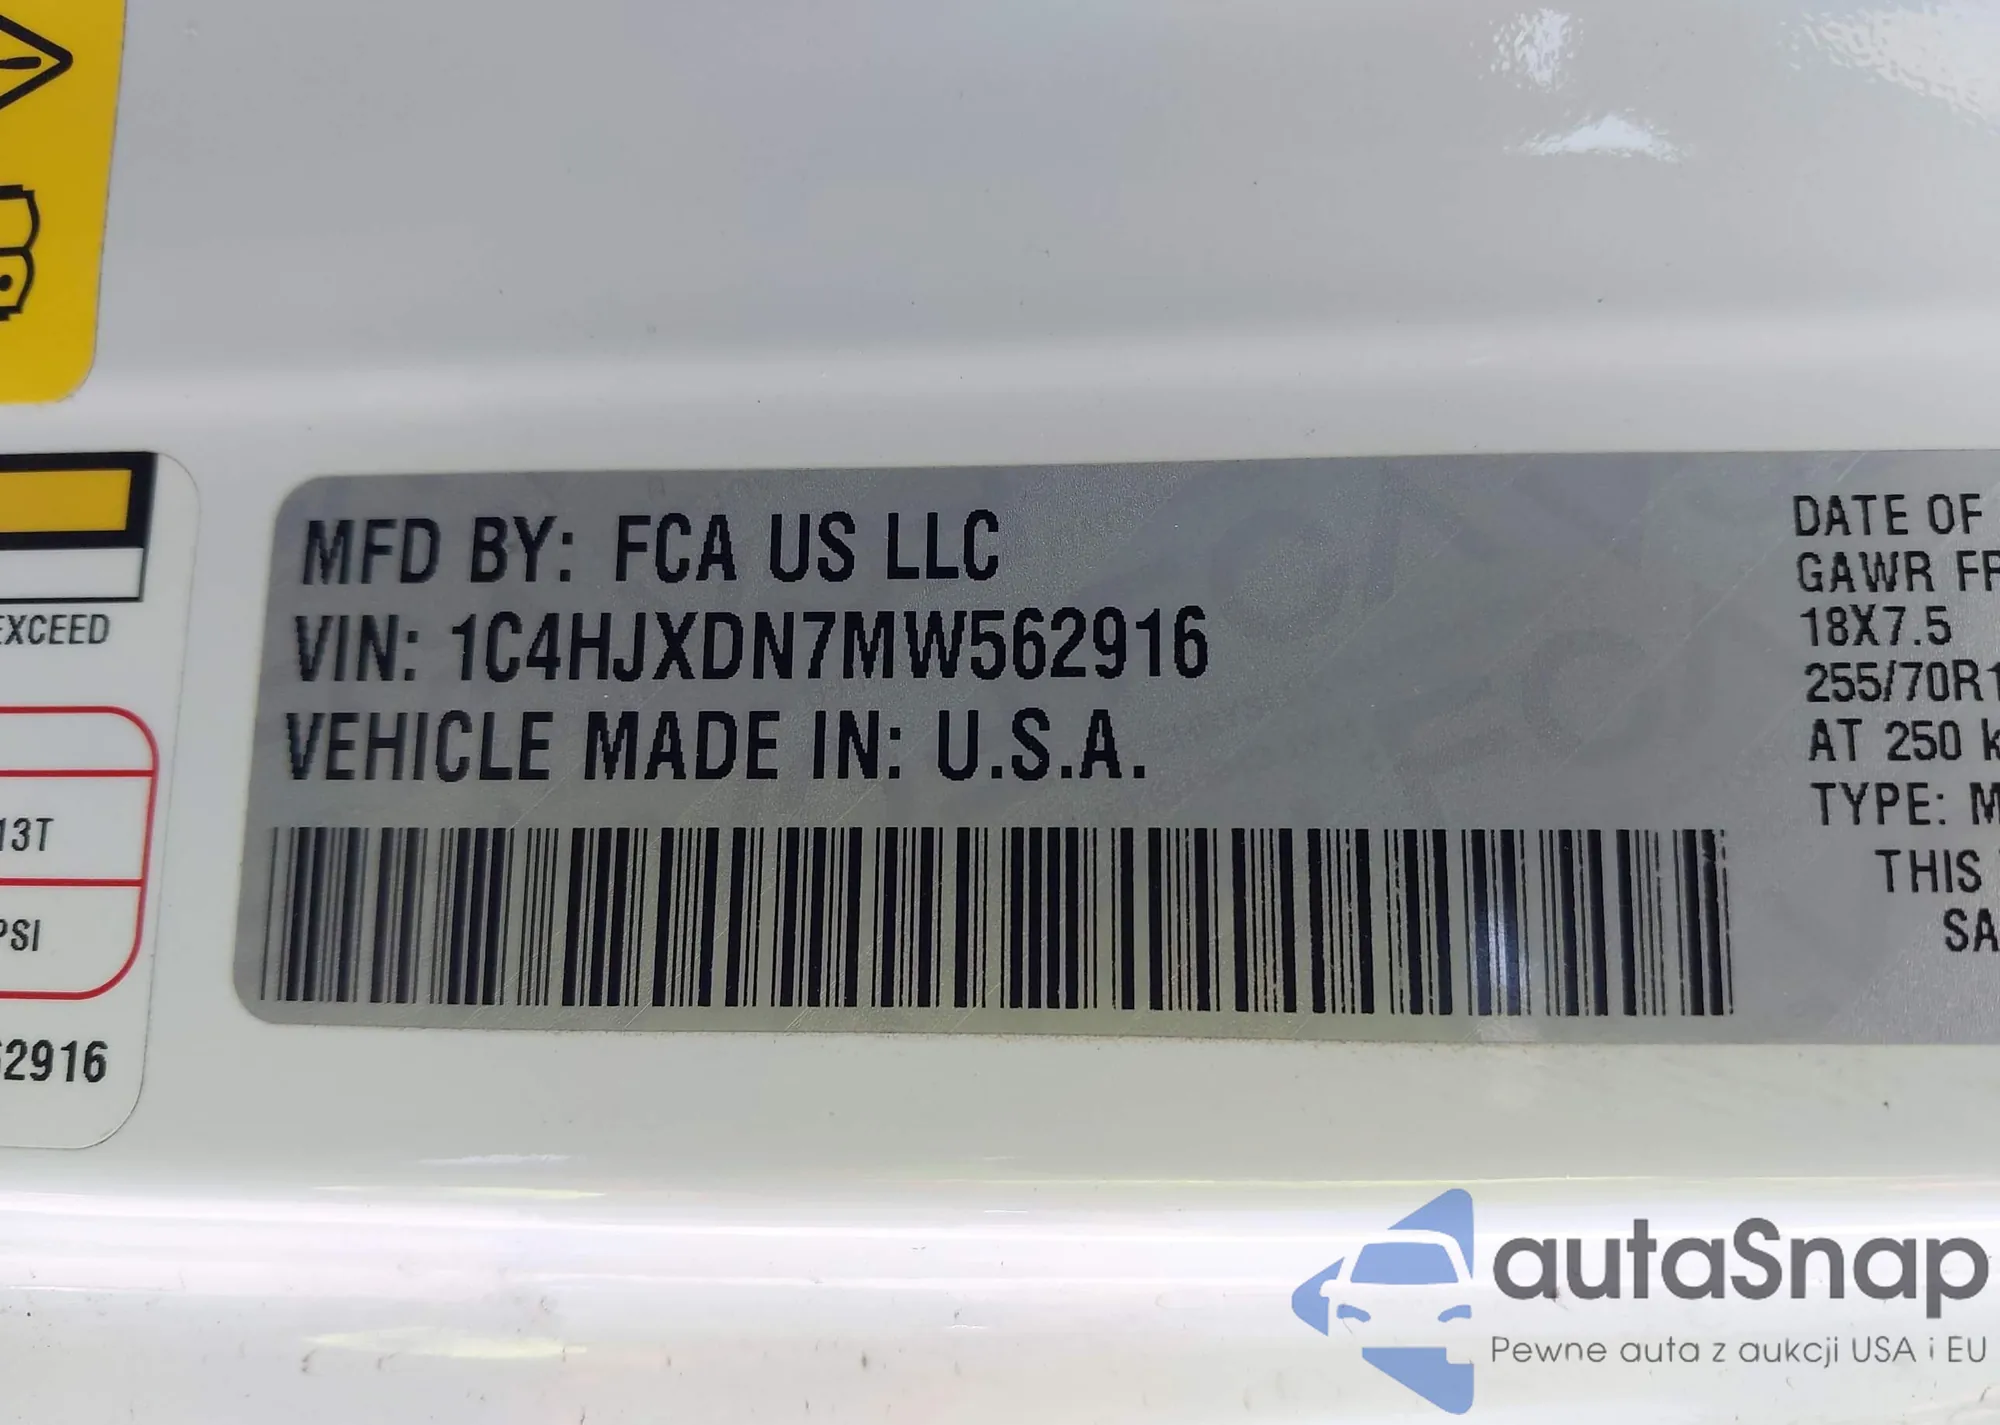 MFD BY: FCA US LLC
VIN: 1C4HJXDN7MW562916
VEHICLE MADE IN: U.S.A.
DATE OF
GAWR FR
18X7.5
255/70R1
AT 250 k
TYPE: M
THIS
SA
EXCEED
13T
PSI
2916
autaSnap
Pewne auta z aukcji USA i EU